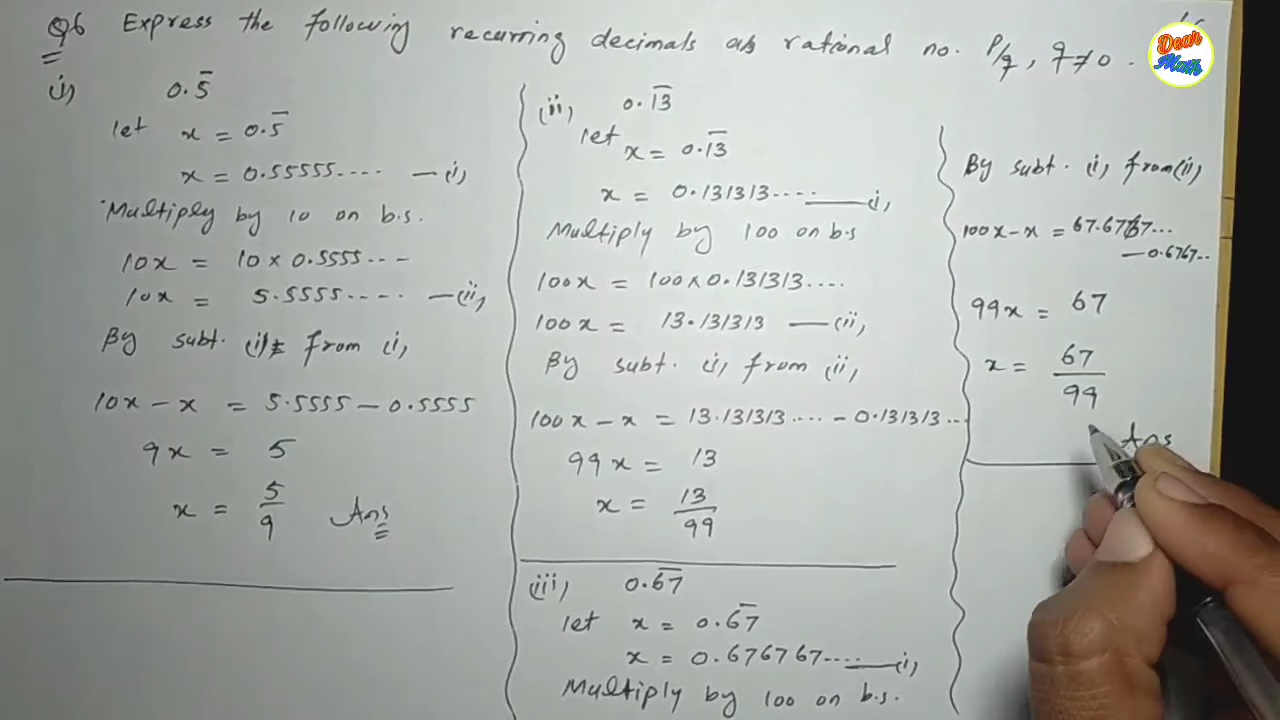 Q6 Express the following recurring decimals as rational no. P/q, q≠0.
Dear
Math
(i) 0.5̅
let x = 0.5̅
x = 0.55555.... —(i)
Multiply by 10 on b.s.
10x = 10 × 0.5555...-
10x = 5.5555..... —(ii)
By subt. from (i)
10x - x = 5.5555 - 0.5555
9x = 5
x = 5/9 Ans
(ii) 0.1̅3̅
let
x = 0.1̅3̅
x = 0.131313.... —(i)
Multiply by 100 on b.s
100x = 100 × 0.131313....
100x = 13.131313 —(ii)
By subt. (i) from (ii)
100x - x = 13.131313.... - 0.131313...
99x = 13
x = 13/99
(iii) 0.6̅7̅
let x = 0.6̅7̅
x = 0.676767.... —(i)
Multiply by 100 on b.s.
By subt. (i) from (ii)
100x-x = 67.6767...
-0.6767..
99x = 67
x = 67/99
Ans